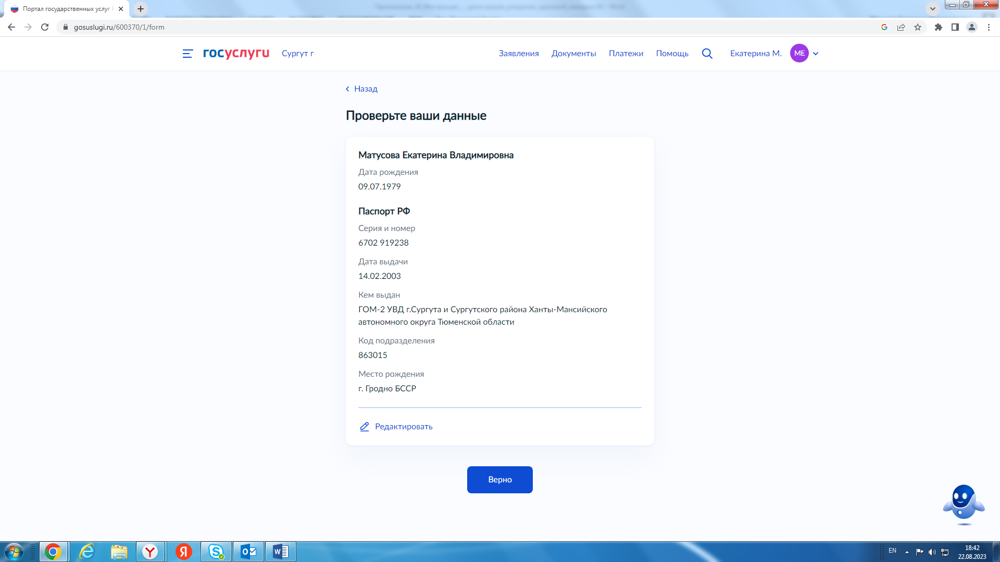 Портал государственных услуг
gosuslugi.ru/600370/1/form
госуслуги
Сургут г
Заявления
Документы
Платежи
Помощь
Екатерина М.
МЕ
Назад
Проверьте ваши данные
Матусова Екатерина Владимировна
Дата рождения
09.07.1979
Паспорт РФ
Серия и номер
6702 919238
Дата выдачи
14.02.2003
Кем выдан
ГОМ-2 УВД г.Сургута и Сургутского района Ханты-Мансийского
автономного округа Тюменской области
Код подразделения
863015
Место рождения
г. Гродно БССР
Редактировать
Верно
EN
18:42
22.08.2023